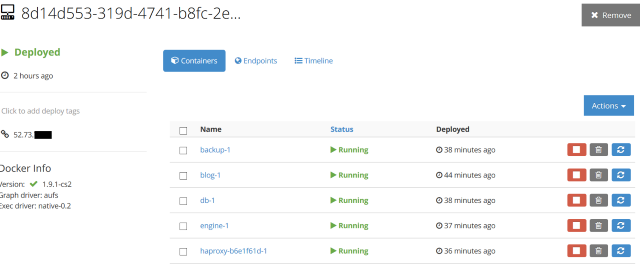 8d14d553-319d-4741-b8fc-2e...
Remove
Deployed
2 hours ago
Click to add deploy tags
52.73.
Docker Info
Version: 1.9.1-cs2
Graph driver: aufs
Exec driver: native-0.2
Containers Endpoints Timeline
Actions
Name Status Deployed
backup-1 Running 38 minutes ago
blog-1 Running 44 minutes ago
db-1 Running 38 minutes ago
engine-1 Running 37 minutes ago
haproxy-b6e1f61d-1 Running 36 minutes ago